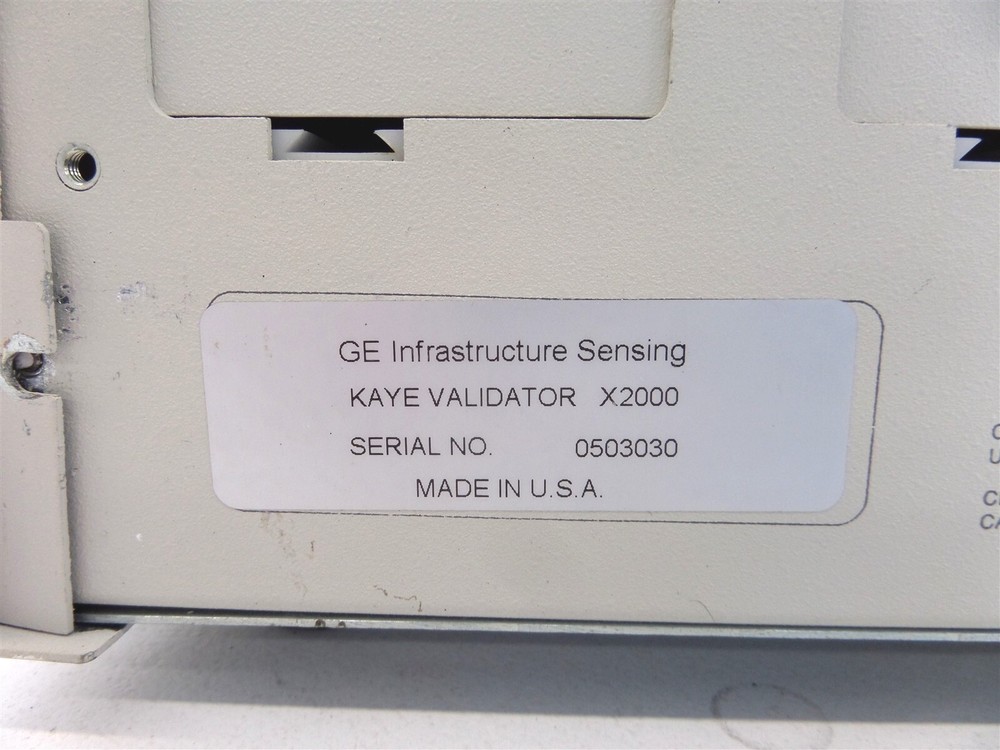 GE Infrastructure Sensing
KAYE VALIDATOR X2000
SERIAL NO. 0503030
MADE IN U.S.A.